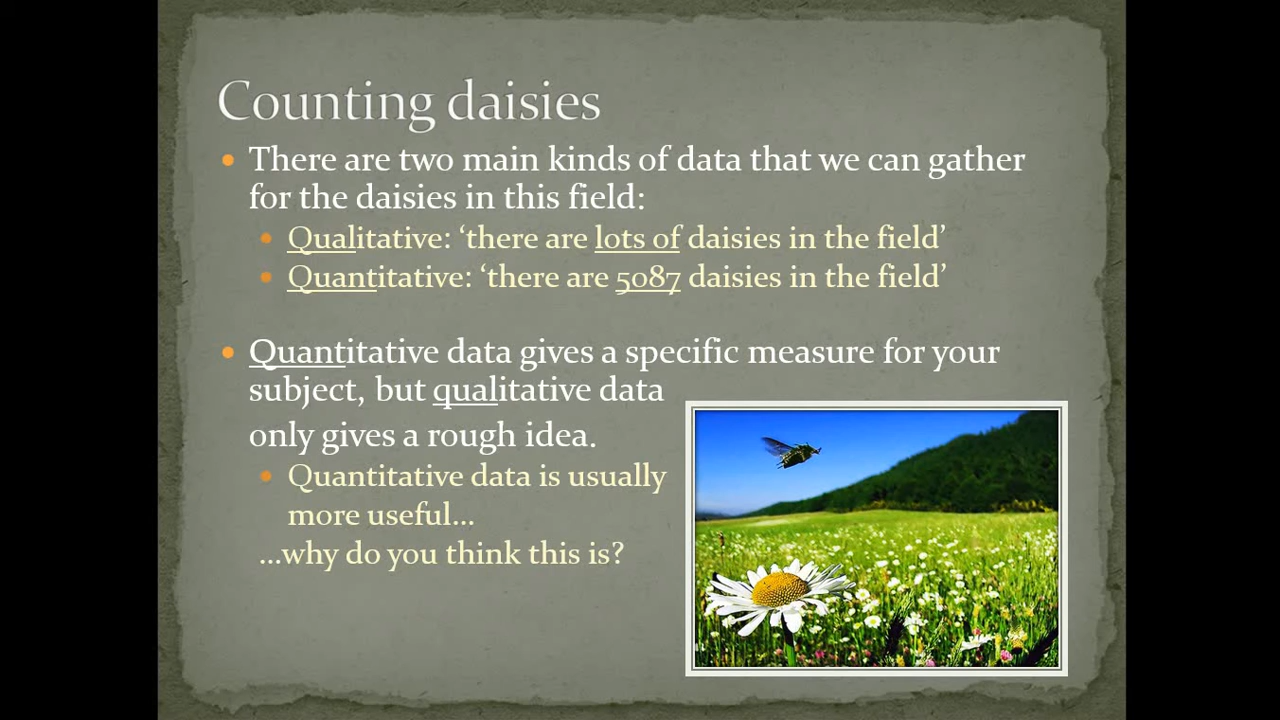 Counting daisies
There are two main kinds of data that we can gather
for the daisies in this field:
Qualitative: ‘there are lots of daisies in the field’
Quantitative: ‘there are 5087 daisies in the field’
Quantitative data gives a specific measure for your
subject, but qualitative data
only gives a rough idea.
Quantitative data is usually
more useful…
…why do you think this is?